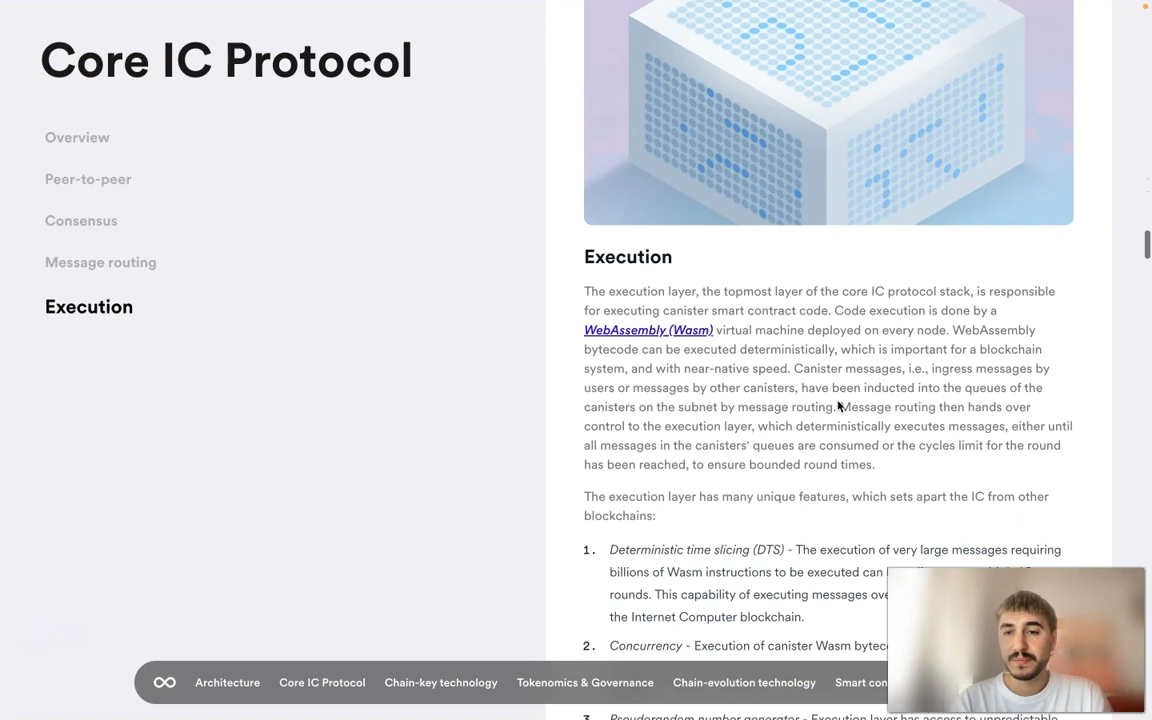 Core IC Protocol
Overview
Peer-to-peer
Consensus
Message routing
Execution
Execution
The execution layer, the topmost layer of the core IC protocol stack, is responsible
for executing canister smart contract code. Code execution is done by a
WebAssembly (Wasm) virtual machine deployed on every node. WebAssembly
bytecode can be executed deterministically, which is important for a blockchain
system, and with near-native speed. Canister messages, i.e., ingress messages by
users or messages by other canisters, have been inducted into the queues of the
canisters on the subnet by message routing. Message routing then hands over
control to the execution layer, which deterministically executes messages, either until
all messages in the canisters' queues are consumed or the cycles limit for the round
has been reached, to ensure bounded round times.
The execution layer has many unique features, which sets apart the IC from other
blockchains:
1. Deterministic time slicing (DTS) - The execution of very large messages requiring
billions of Wasm instructions to be executed can
rounds. This capability of executing messages
the Internet Computer blockchain.
2. Concurrency - Execution of canister Wasm
Architecture Core IC Protocol Chain-key technology Tokenomics & Governance Chain-evolution technology Smart
3. Pseudorandom number generator - Execution layer has access to unpredictable